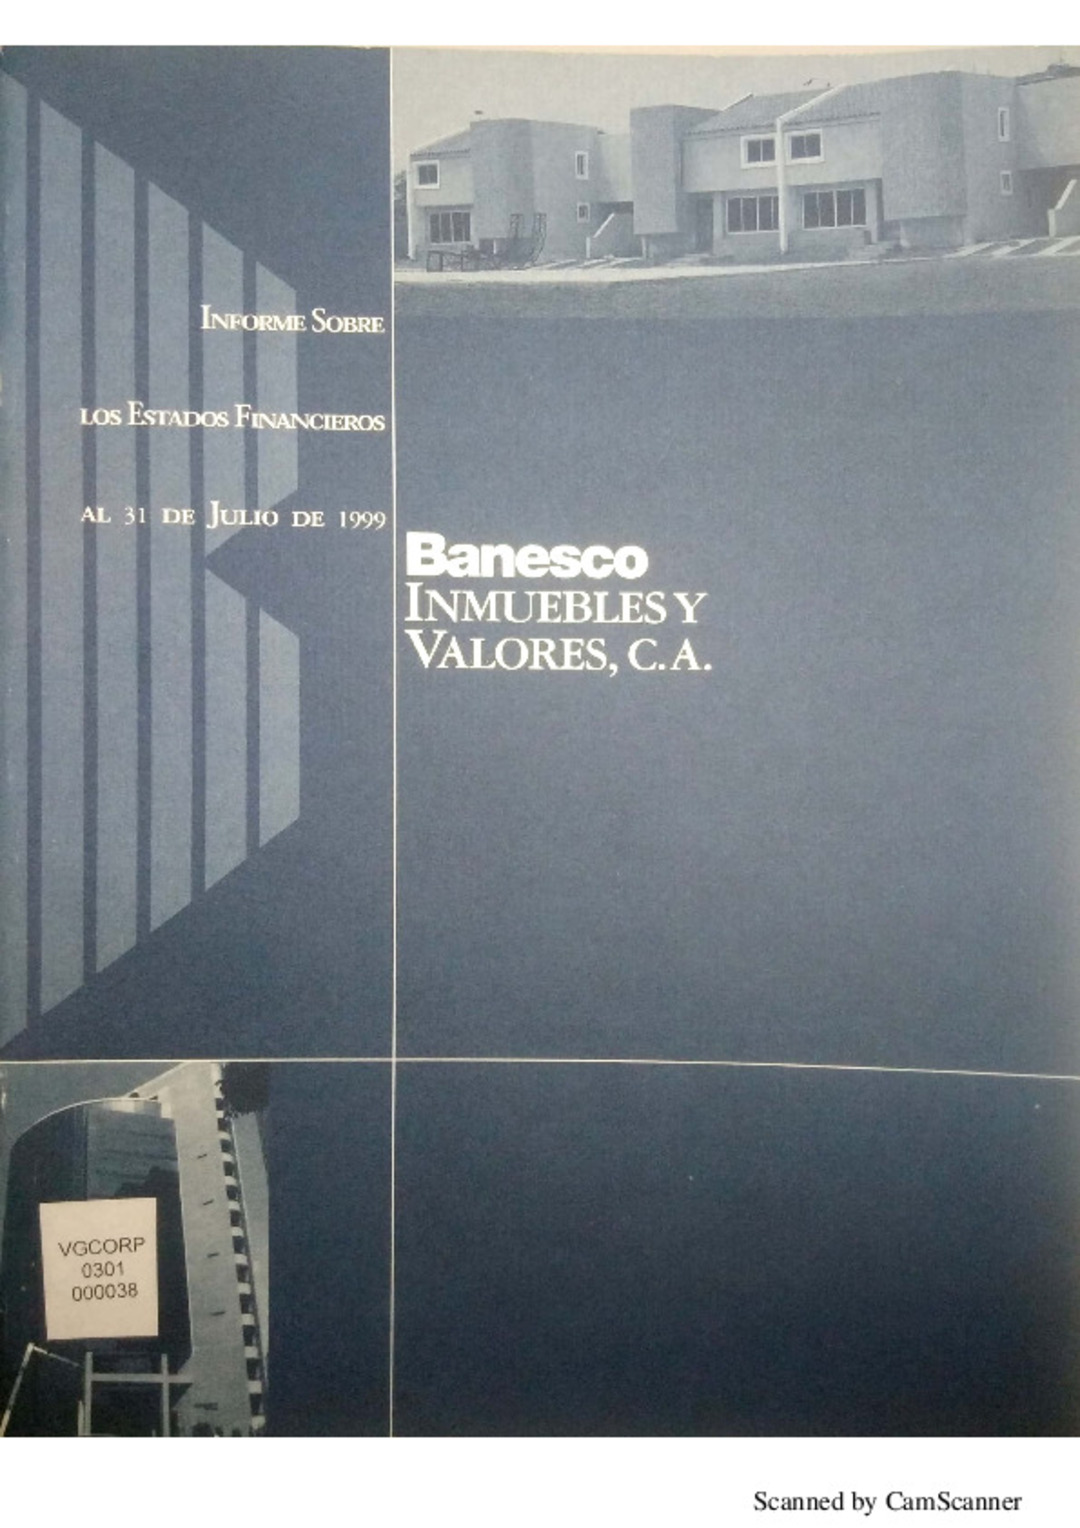 Informe Sobre
los Estados Financieros
al 31 de Julio de 1999
Banesco
Inmuebles y
Valores, C.A.
VGCORP
0301
000038
Scanned by CamScanner